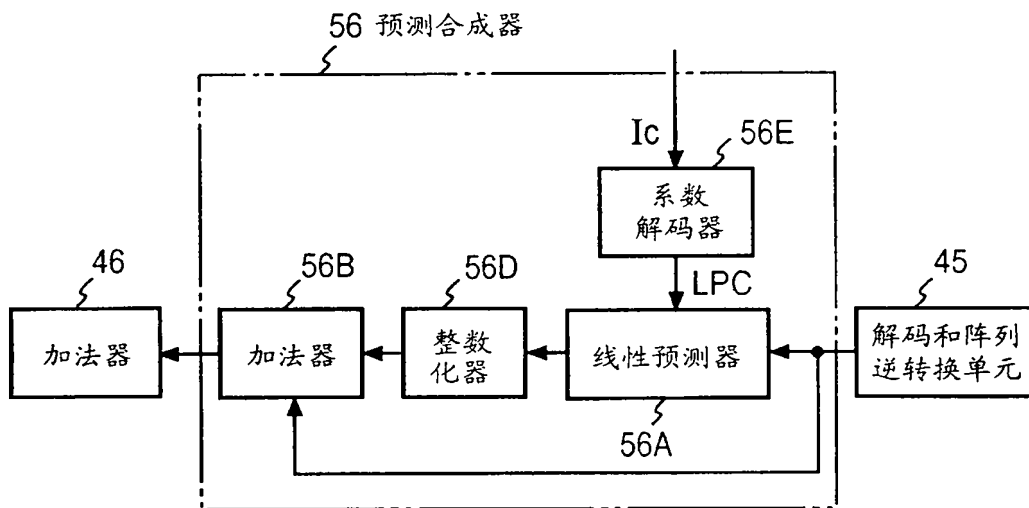 56 预测合成器
Ic
56E
系数
解码器
LPC
46
56B
56D
45
加法器
加法器
整数
化器
线性预测器
解码和阵列
逆转换单元
56A